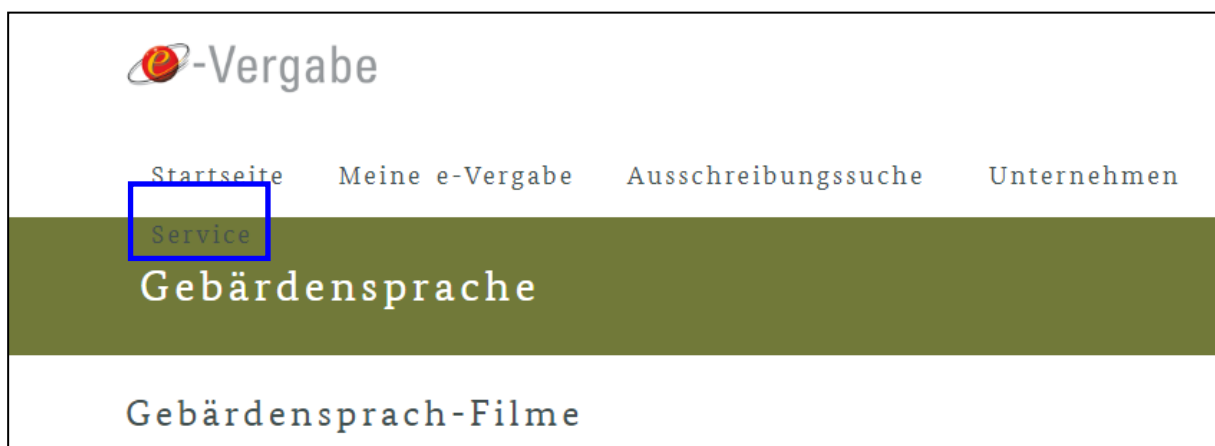 e-Vergabe
Startseite Meine e-Vergabe Ausschreibungssuche Unternehmen
Service
Gebärdensprache
Gebärdensprach-Filme